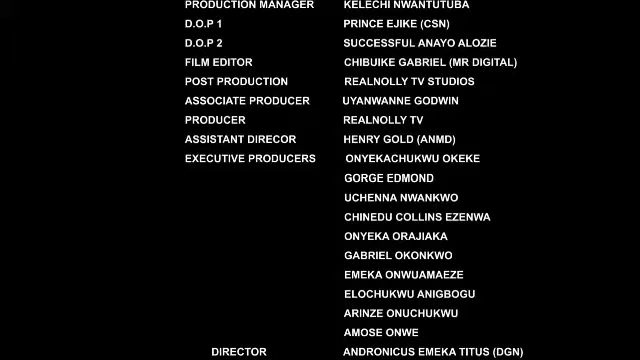 PRODUCTION MANAGER KELECHI NWANTUTUBA
D.O.P 1 PRINCE EJIKE (CSN)
D.O.P 2 SUCCESSFUL ANAYO ALOZIE
FILM EDITOR CHIBUIKE GABRIEL (MR DIGITAL)
POST PRODUCTION REALNOLLY TV STUDIOS
ASSOCIATE PRODUCER UYANWANNE GODWIN
PRODUCER REALNOLLY TV
ASSISTANT DIRECOR HENRY GOLD (ANMD)
EXECUTIVE PRODUCERS ONYEKACHUKWU OKEKE
GORGE EDMOND
UCHENNA NWANKWO
CHINEDU COLLINS EZENWA
ONYEKA ORAJIAKA
GABRIEL OKONKWO
EMEKA ONWUAMAEZE
ELOCHUKWU ANIGBOGU
ARINZE ONUCHUKWU
AMOSE ONWE
DIRECTOR ANDRONICUS EMEKA TITUS (DGN)